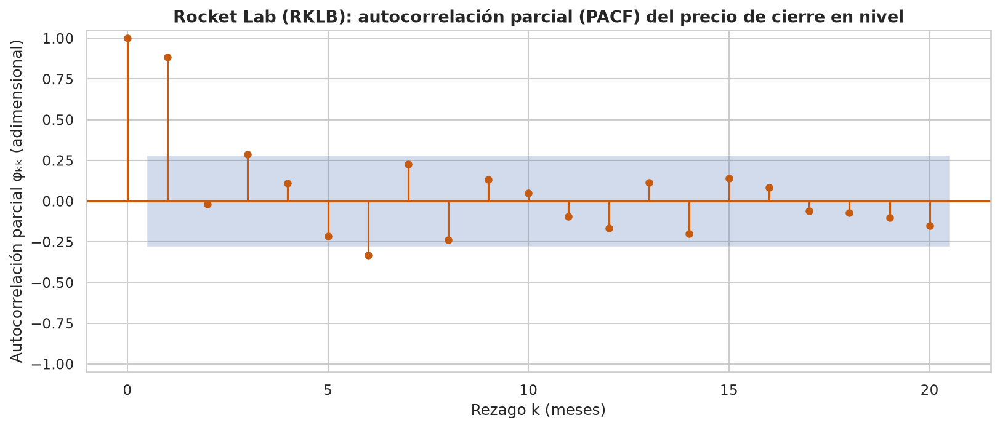 Rocket Lab (RKLB): autocorrelación parcial (PACF) del precio de cierre en nivel
Autocorrelación parcial φₖₖ (adimensional)
1.00
0.75
0.50
0.25
0.00
−0.25
−0.50
−0.75
−1.00
0 5 10 15 20
Rezago k (meses)